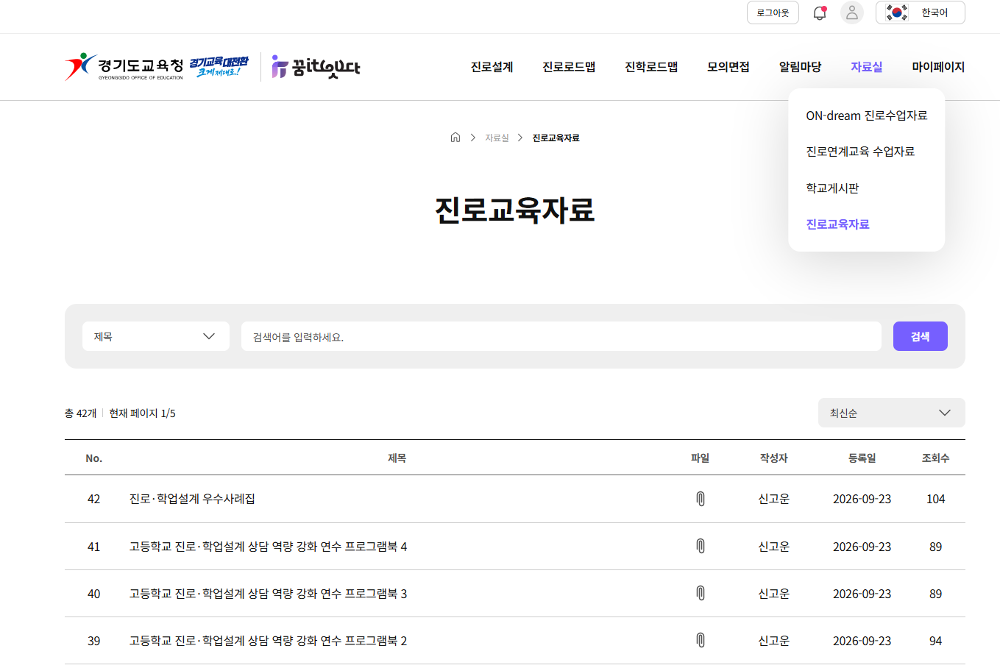 로그아웃
한국어
경기도교육청
GYEONGGIDO OFFICE OF EDUCATION
경기교육 대전환
크게 제대로!
꿈it다
진로설계 진로로드맵 진학로드맵 모의면접 알림마당 자료실 마이페이지
ON-dream 진로수업자료
진로연계교육 수업자료
학교게시판
진로교육자료
자료실 진로교육자료
진로교육자료
제목 검색어를 입력하세요. 검색
총 42개 현재 페이지 1/5 최신순
No. 제목 파일 작성자 등록일 조회수
42 진로·학업설계 우수사례집 신고운 2026-09-23 104
41 고등학교 진로·학업설계 상담 역량 강화 연수 프로그램북 4 신고운 2026-09-23 89
40 고등학교 진로·학업설계 상담 역량 강화 연수 프로그램북 3 신고운 2026-09-23 89
39 고등학교 진로·학업설계 상담 역량 강화 연수 프로그램북 2 신고운 2026-09-23 94